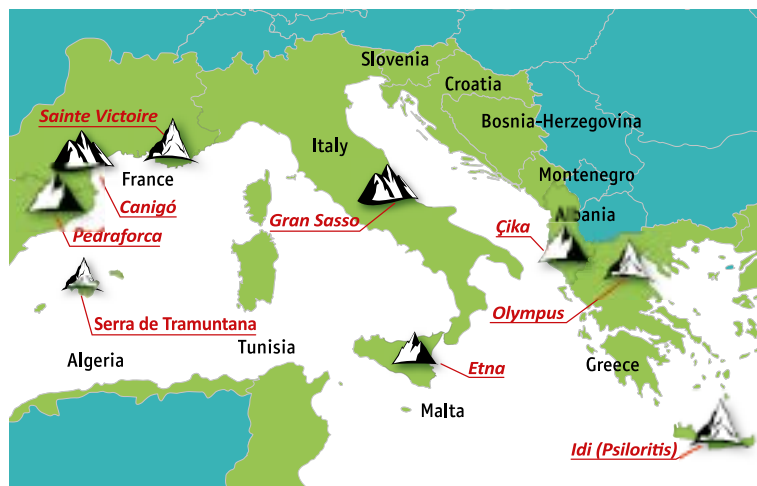 Slovenia
Croatia
Sainte Victoire
Bosnia-Herzegovina
Italy
Montenegro
France
Canigó
Albania
Gran Sasso
Çika
Pedraforca
Olympus
Serra de Tramuntana
Tunisia
Algeria
Etna
Greece
Malta
Idi (Psiloritis)